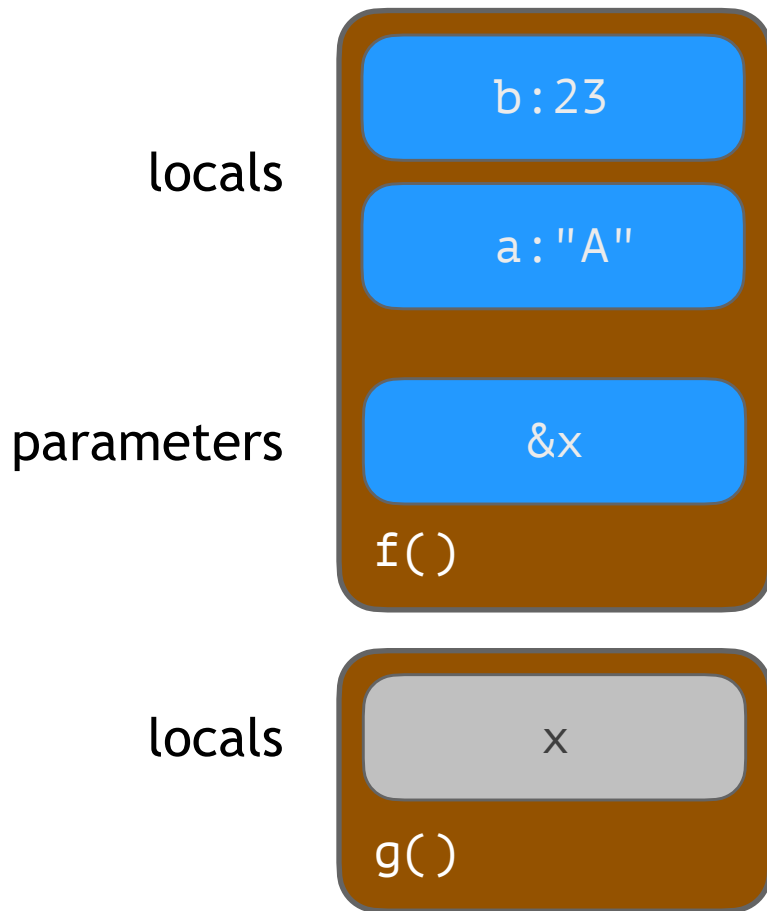 b:23
locals
a:"A"
parameters
&x
f()
locals
x
g()